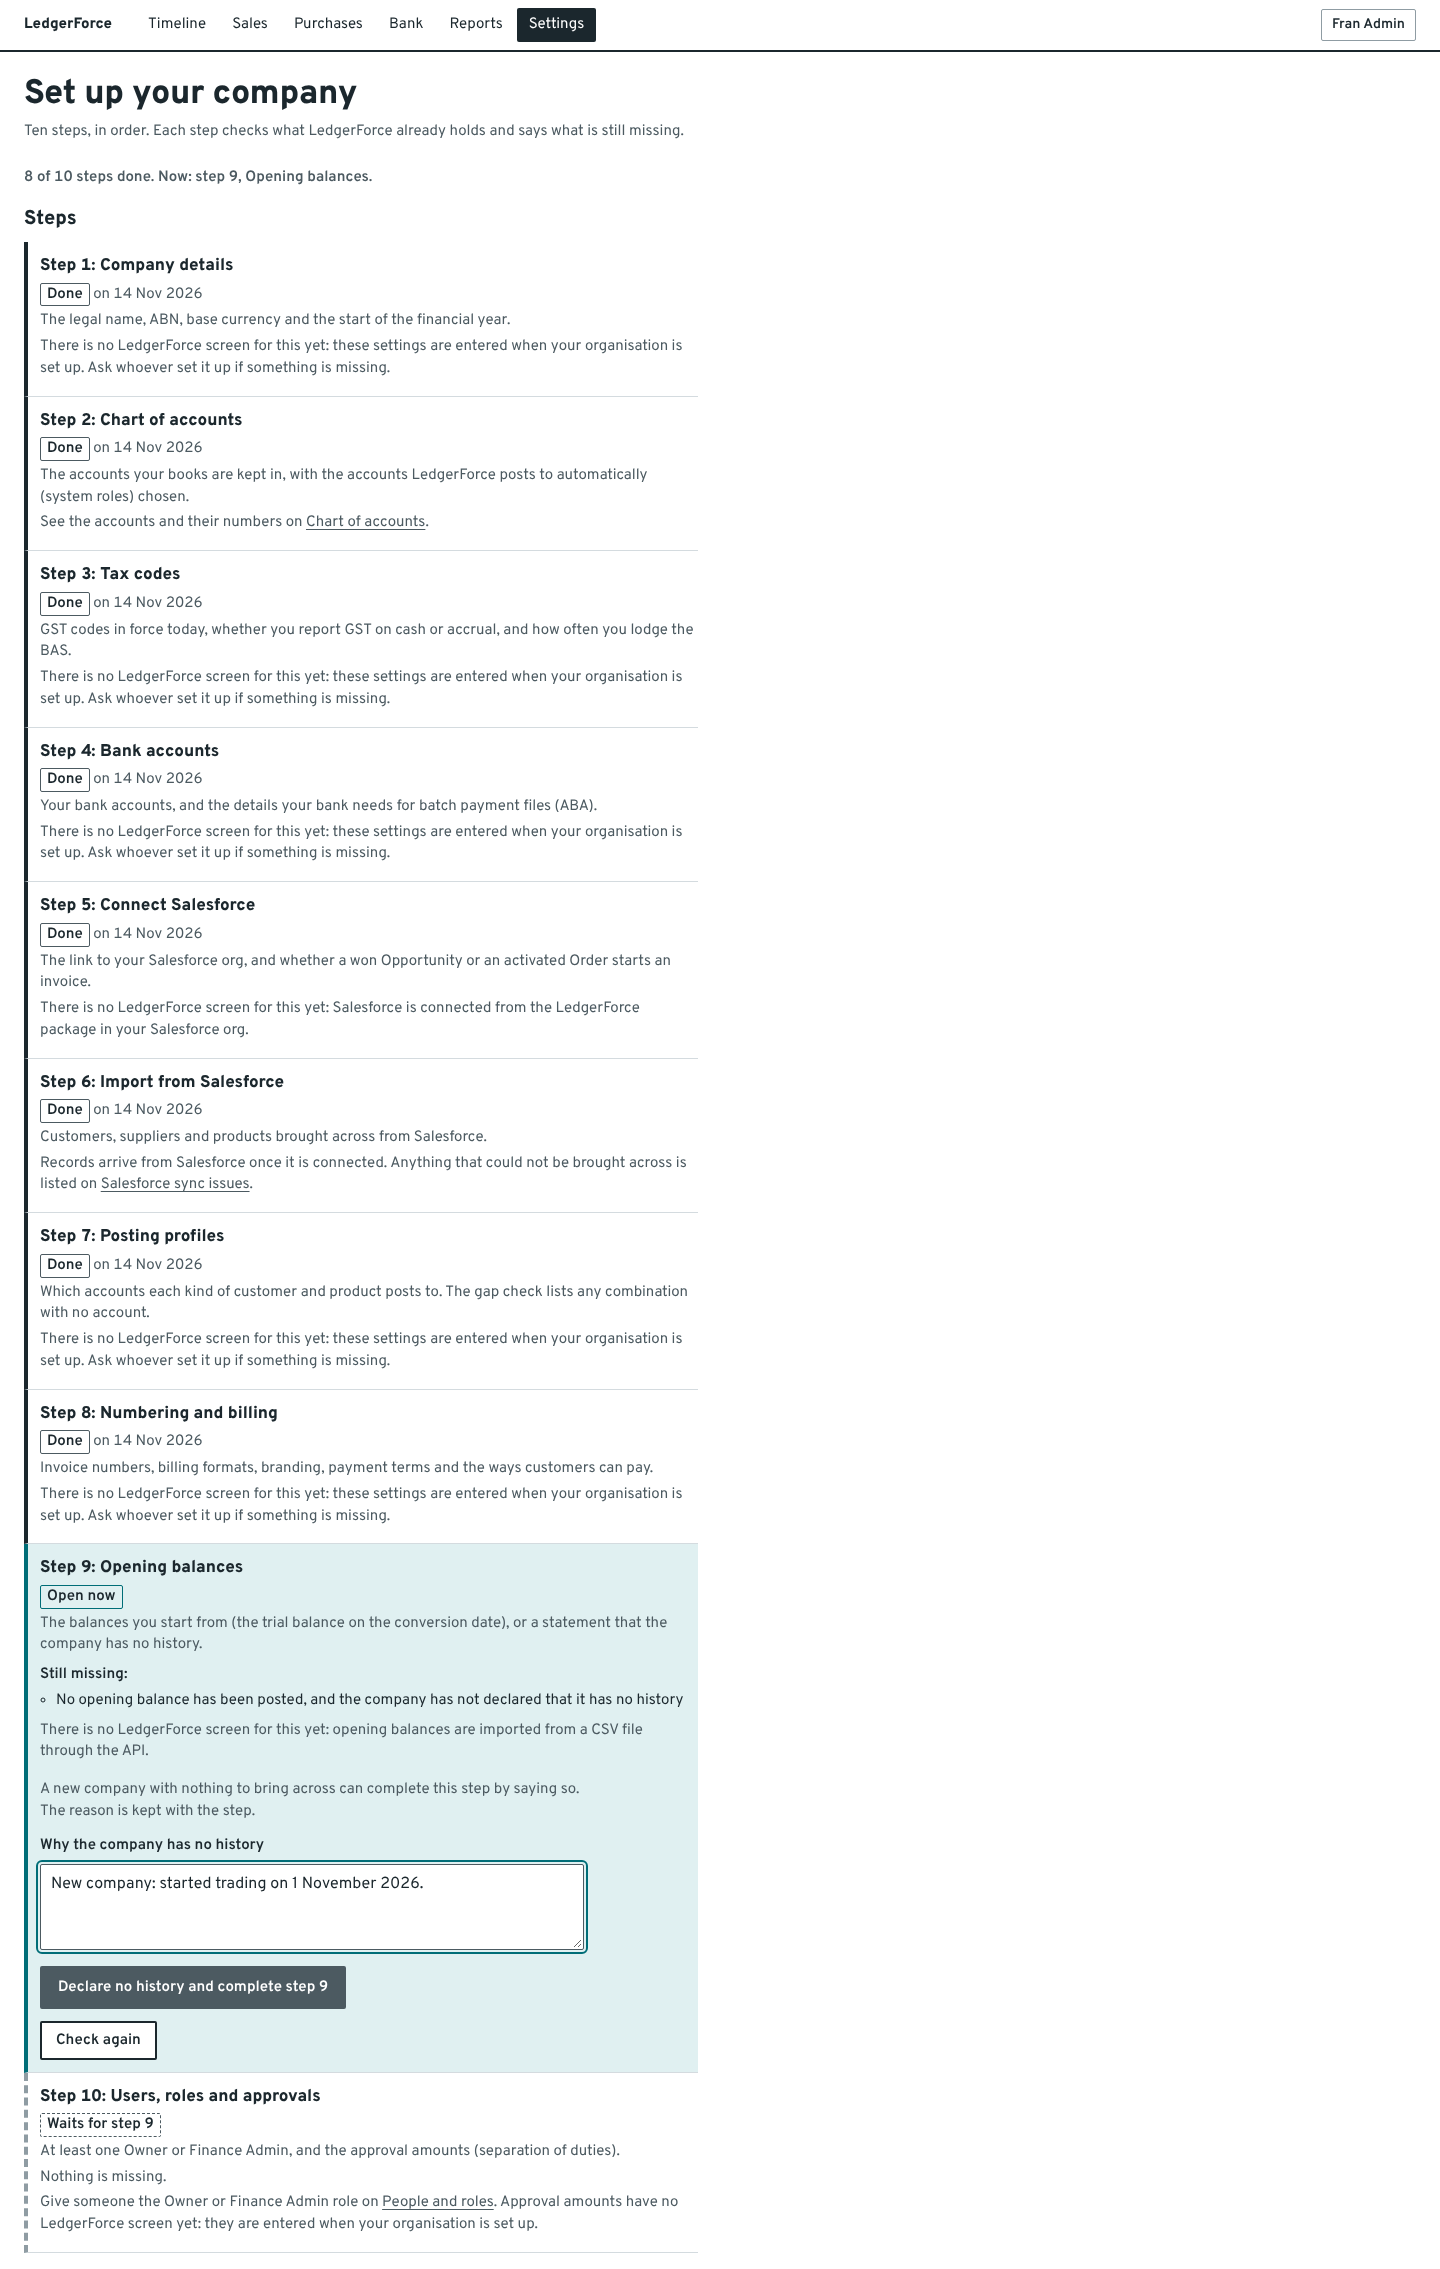 LedgerForce
Timeline
Sales
Purchases
Bank
Reports
Settings
Fran Admin
Set up your company
Ten steps, in order. Each step checks what LedgerForce already holds and says what is still missing.
8 of 10 steps done. Now: step 9, Opening balances.
Steps
Step 1: Company details
Done on 14 Nov 2026
The legal name, ABN, base currency and the start of the financial year.
There is no LedgerForce screen for this yet: these settings are entered when your organisation is
set up. Ask whoever set it up if something is missing.
Step 2: Chart of accounts
Done on 14 Nov 2026
The accounts your books are kept in, with the accounts LedgerForce posts to automatically
(system roles) chosen.
See the accounts and their numbers on Chart of accounts.
Step 3: Tax codes
Done on 14 Nov 2026
GST codes in force today, whether you report GST on cash or accrual, and how often you lodge the
BAS.
There is no LedgerForce screen for this yet: these settings are entered when your organisation is
set up. Ask whoever set it up if something is missing.
Step 4: Bank accounts
Done on 14 Nov 2026
Your bank accounts, and the details your bank needs for batch payment files (ABA).
There is no LedgerForce screen for this yet: these settings are entered when your organisation is
set up. Ask whoever set it up if something is missing.
Step 5: Connect Salesforce
Done on 14 Nov 2026
The link to your Salesforce org, and whether a won Opportunity or an activated Order starts an
invoice.
There is no LedgerForce screen for this yet: Salesforce is connected from the LedgerForce
package in your Salesforce org.
Step 6: Import from Salesforce
Done on 14 Nov 2026
Customers, suppliers and products brought across from Salesforce.
Records arrive from Salesforce once it is connected. Anything that could not be brought across is
listed on Salesforce sync issues.
Step 7: Posting profiles
Done on 14 Nov 2026
Which accounts each kind of customer and product posts to. The gap check lists any combination
with no account.
There is no LedgerForce screen for this yet: these settings are entered when your organisation is
set up. Ask whoever set it up if something is missing.
Step 8: Numbering and billing
Done on 14 Nov 2026
Invoice numbers, billing formats, branding, payment terms and the ways customers can pay.
There is no LedgerForce screen for this yet: these settings are entered when your organisation is
set up. Ask whoever set it up if something is missing.
Step 9: Opening balances
Open now
The balances you start from (the trial balance on the conversion date), or a statement that the
company has no history.
Still missing:
No opening balance has been posted, and the company has not declared that it has no history
There is no LedgerForce screen for this yet: opening balances are imported from a CSV file
through the API.
A new company with nothing to bring across can complete this step by saying so.
The reason is kept with the step.
Why the company has no history
New company: started trading on 1 November 2026.
Declare no history and complete step 9
Check again
Step 10: Users, roles and approvals
Waits for step 9
At least one Owner or Finance Admin, and the approval amounts (separation of duties).
Nothing is missing.
Give someone the Owner or Finance Admin role on People and roles. Approval amounts have no
LedgerForce screen yet: they are entered when your organisation is set up.